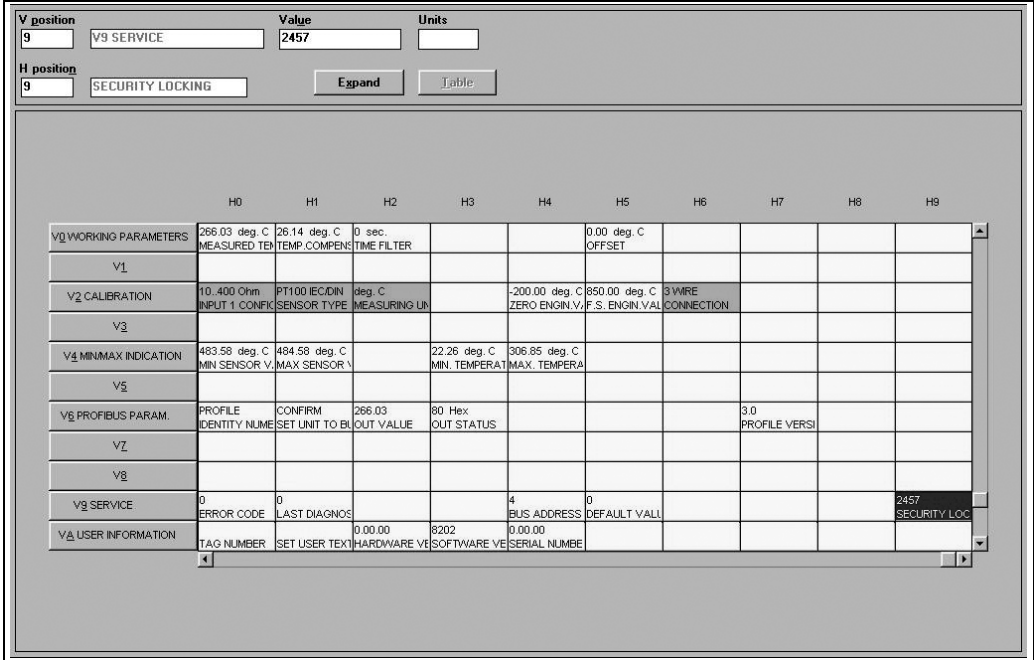 V position Value Units
9 V9 SERVICE 2457
H position
9 SECURITY LOCKING Expand Table
H0 H1 H2 H3 H4 H5 H6 H7 H8 H9
V0 WORKING PARAMETERS 266.03 deg. C 26.14 deg. C 0 sec. 0.00 deg. C
MEASURED TEM TEMP.COMPENS TIME FILTER OFFSET
V1
V2 CALIBRATION 10..400 Ohm PT100 IEC/DIN deg. C -200.00 deg. C 850.00 deg. C 3 WIRE
INPUT 1 CONFIG SENSOR TYPE MEASURING UN ZERO ENGIN.VA F.S. ENGIN.VAL CONNECTION
V3
V4 MIN/MAX INDICATION 483.58 deg. C 484.58 deg. C 22.26 deg. C 306.85 deg. C
MIN SENSOR V. MAX SENSOR V MIN. TEMPERAT MAX. TEMPERA
V5
V6 PROFIBUS PARAM. PROFILE CONFIRM 266.03 80 Hex 3.0
IDENTITY NUME SET UNIT TO BU OUT VALUE OUT STATUS PROFILE VERSI
V7
V8
V9 SERVICE 0 0 4 0 2457
ERROR CODE LAST DIAGNOS BUS ADDRESS DEFAULT VALU SECURITY LOC
VA USER INFORMATION 0.00.00 8202 0.00.00
TAG NUMBER SET USER TEXT HARDWARE VE SOFTWARE VE SERIAL NUMBE